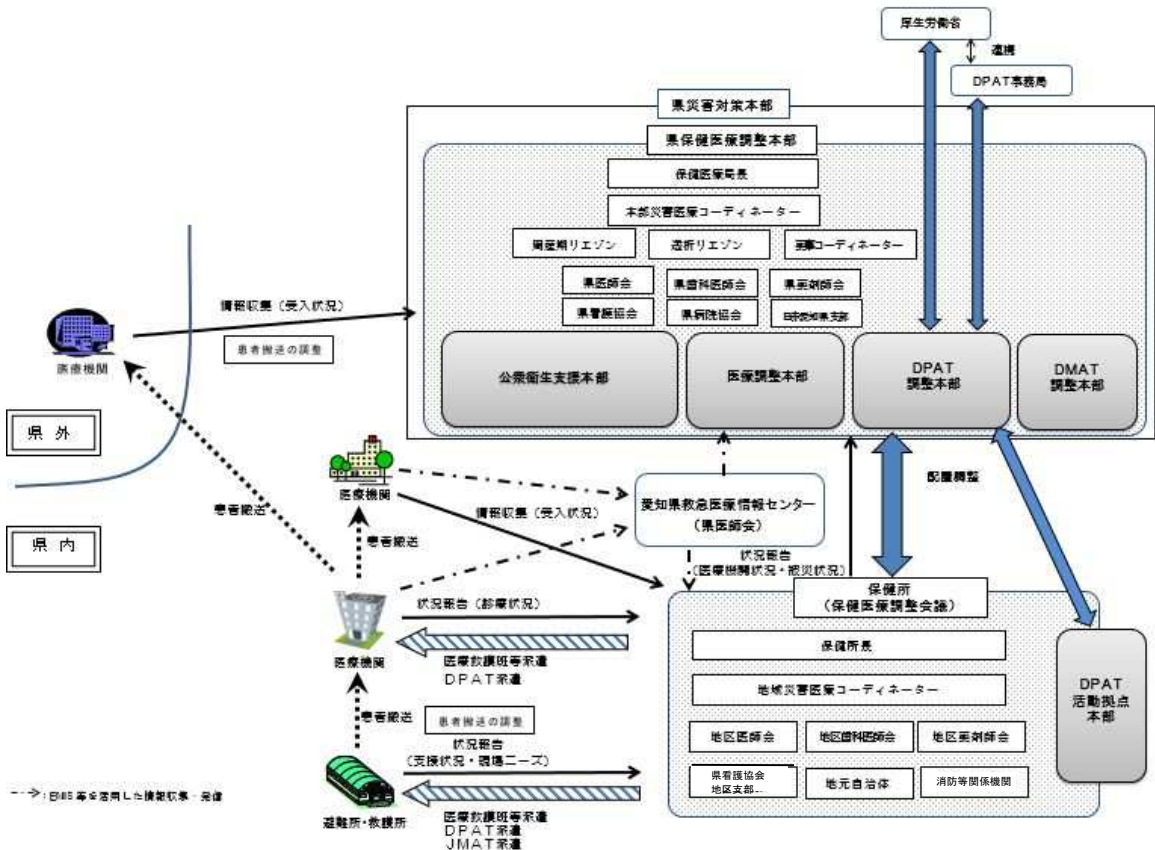 厚生労働省
連携
DPAT事務局
県災害対策本部
県保健医療調整本部
保健医療局長
本部災害医療コーディネーター
周産期リエゾン
透析リエゾン
薬事コーディネーター
県医師会
県歯科医師会
県薬剤師会
県看護協会
県病院協会
日赤愛知県支部
公衆衛生支援本部
医療調整本部
DPAT
調整本部
DMAT
調整本部
情報収集（受入状況）
患者搬送の調整
医療機関
県 外
県 内
患者搬送
医療機関
患者搬送
情報収集（受入状況）
愛知県救急医療情報センター
（県医師会）
状況報告
（医療機関状況・被災状況）
配置調整
保健所
（保健医療調整会議）
保健所長
地域災害医療コーディネーター
地区医師会
地区歯科医師会
地区薬剤師会
県看護協会
地区支部
地元自治体
消防等関係機関
DPAT
活動拠点
本部
状況報告（診療状況）
医療機関
医療救護班等派遣
DPAT派遣
患者搬送
患者搬送の調整
状況報告
（支援状況・現場ニーズ）
避難所・救護所
医療救護班等派遣
DPAT派遣
JMAT派遣
：EMIS等を活用した情報収集・発信